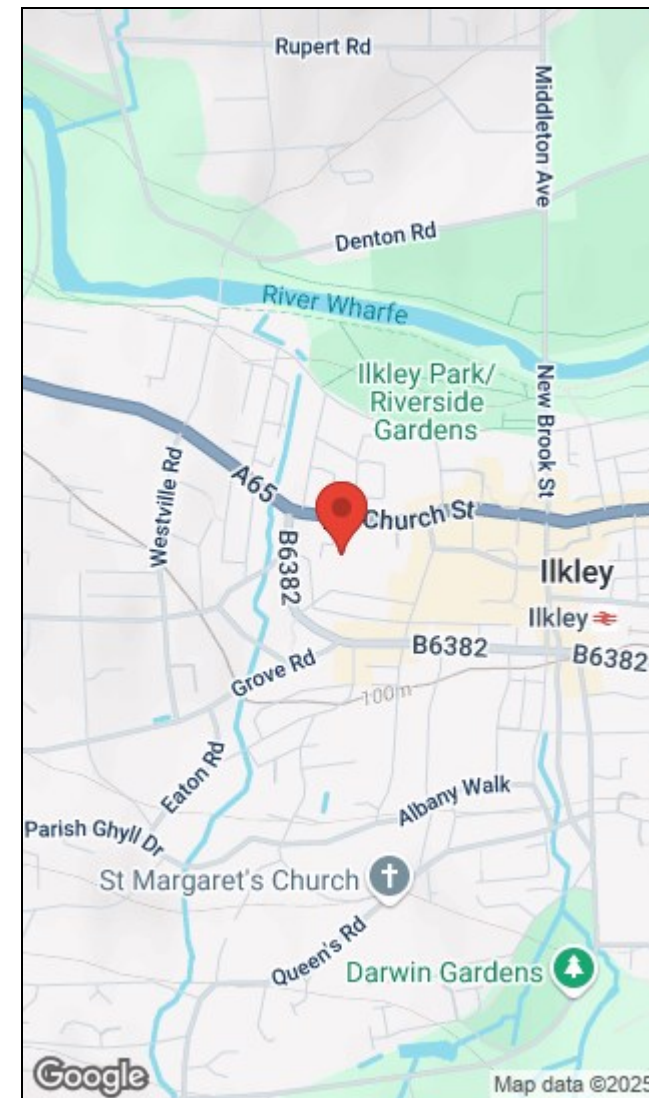 Rupert Rd
Middleton Ave
Denton Rd
River Wharfe
Ilkley Park/
Riverside
Gardens
New Brook St
Westville Rd
A65
Church St
B6382
Ilkley
Ilkley
B6382
B6382
Grove Rd
100 m
Eaton Rd
Albany Walk
Parish Ghyll Dr
St Margaret's Church
Queen's Rd
Darwin Gardens
Google
Map data ©2025